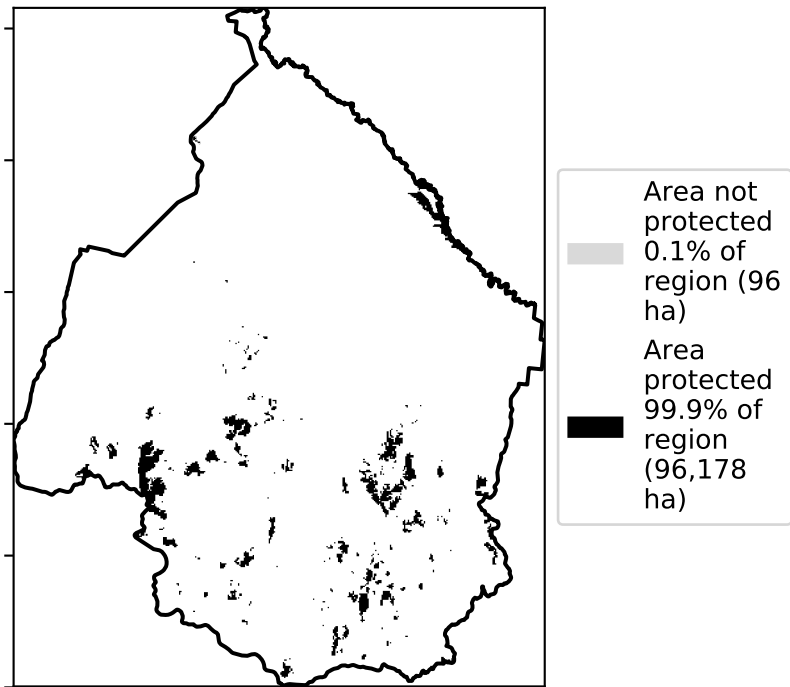 Area not
protected
0.1% of
region (96
ha)
Area
protected
99.9% of
region
(96,178
ha)